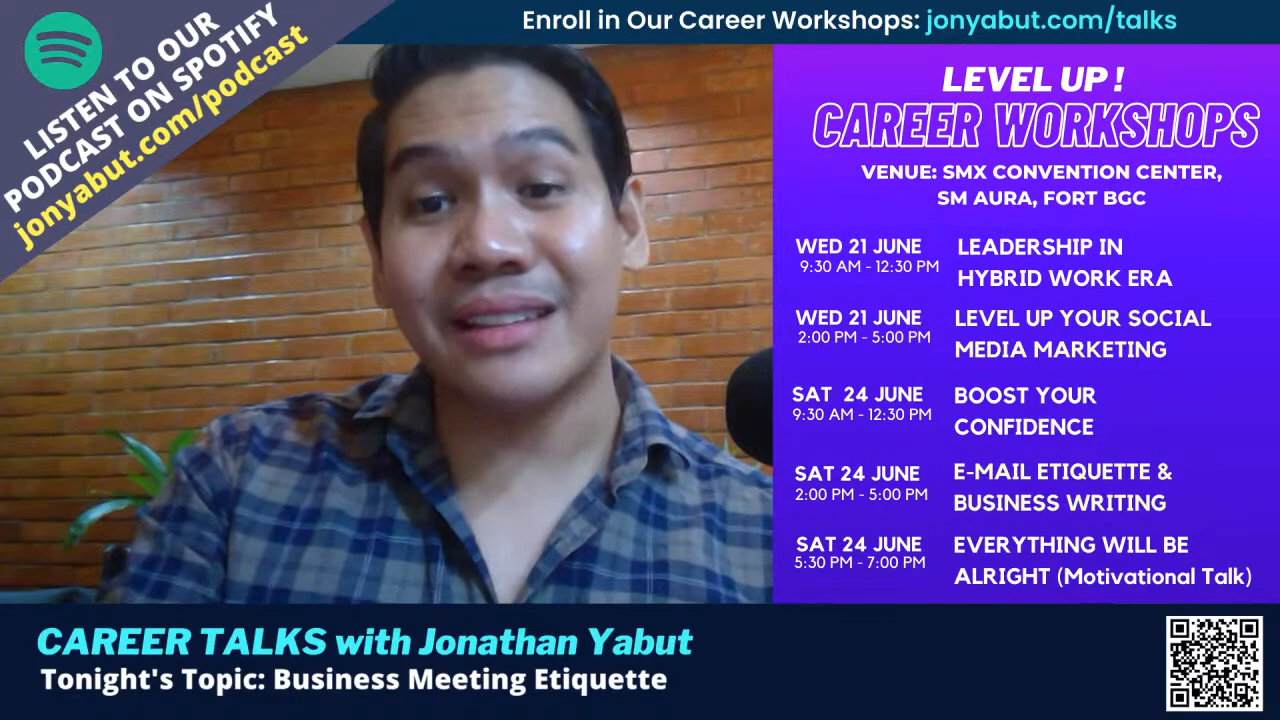 LISTEN TO OUR
PODCAST ON SPOTIFY
jonyabut.com/podcast
Enroll in Our Career Workshops: jonyabut.com/talks
LEVEL UP !
CAREER WORKSHOPS
VENUE: SMX CONVENTION CENTER,
SM AURA, FORT BGC
WED 21 JUNE
9:30 AM - 12:30 PM
LEADERSHIP IN
HYBRID WORK ERA
WED 21 JUNE
2:00 PM - 5:00 PM
LEVEL UP YOUR SOCIAL
MEDIA MARKETING
SAT 24 JUNE
9:30 AM - 12:30 PM
BOOST YOUR
CONFIDENCE
SAT 24 JUNE
2:00 PM - 5:00 PM
E-MAIL ETIQUETTE &
BUSINESS WRITING
SAT 24 JUNE
5:30 PM - 7:00 PM
EVERYTHING WILL BE
ALRIGHT (Motivational Talk)
CAREER TALKS with Jonathan Yabut
Tonight's Topic: Business Meeting Etiquette